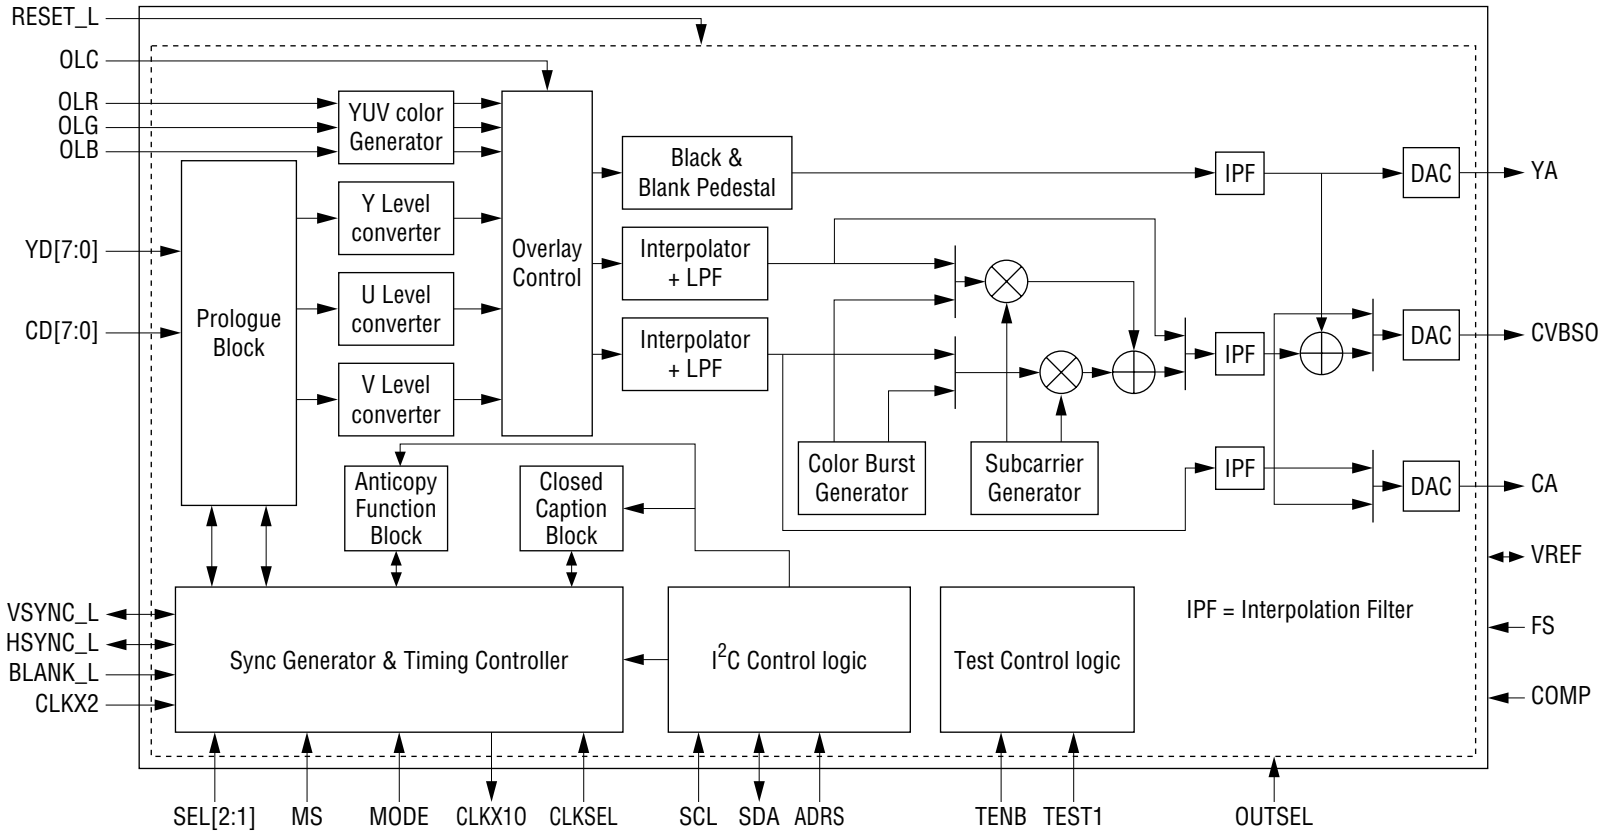 RESET_L
OLC
OLR
OLG
OLB
YUV color
Generator
Black &
Blank Pedestal
IPF
DAC
YA
Y Level
converter
YD[7:0]
Overlay
Control
Interpolator
+ LPF
U Level
converter
CD[7:0]
Prologue
Block
Interpolator
+ LPF
IPF
DAC
CVBSO
V Level
converter
Anticopy
Function
Block
Closed
Caption
Block
Color Burst
Generator
Subcarrier
Generator
IPF
DAC
CA
VREF
VSYNC_L
HSYNC_L
BLANK_L
CLKX2
Sync Generator & Timing Controller
I²C Control logic
Test Control logic
IPF = Interpolation Filter
FS
COMP
SEL[2:1]
MS
MODE
CLKX10
CLKSEL
SCL
SDA
ADRS
TENB
TEST1
OUTSEL